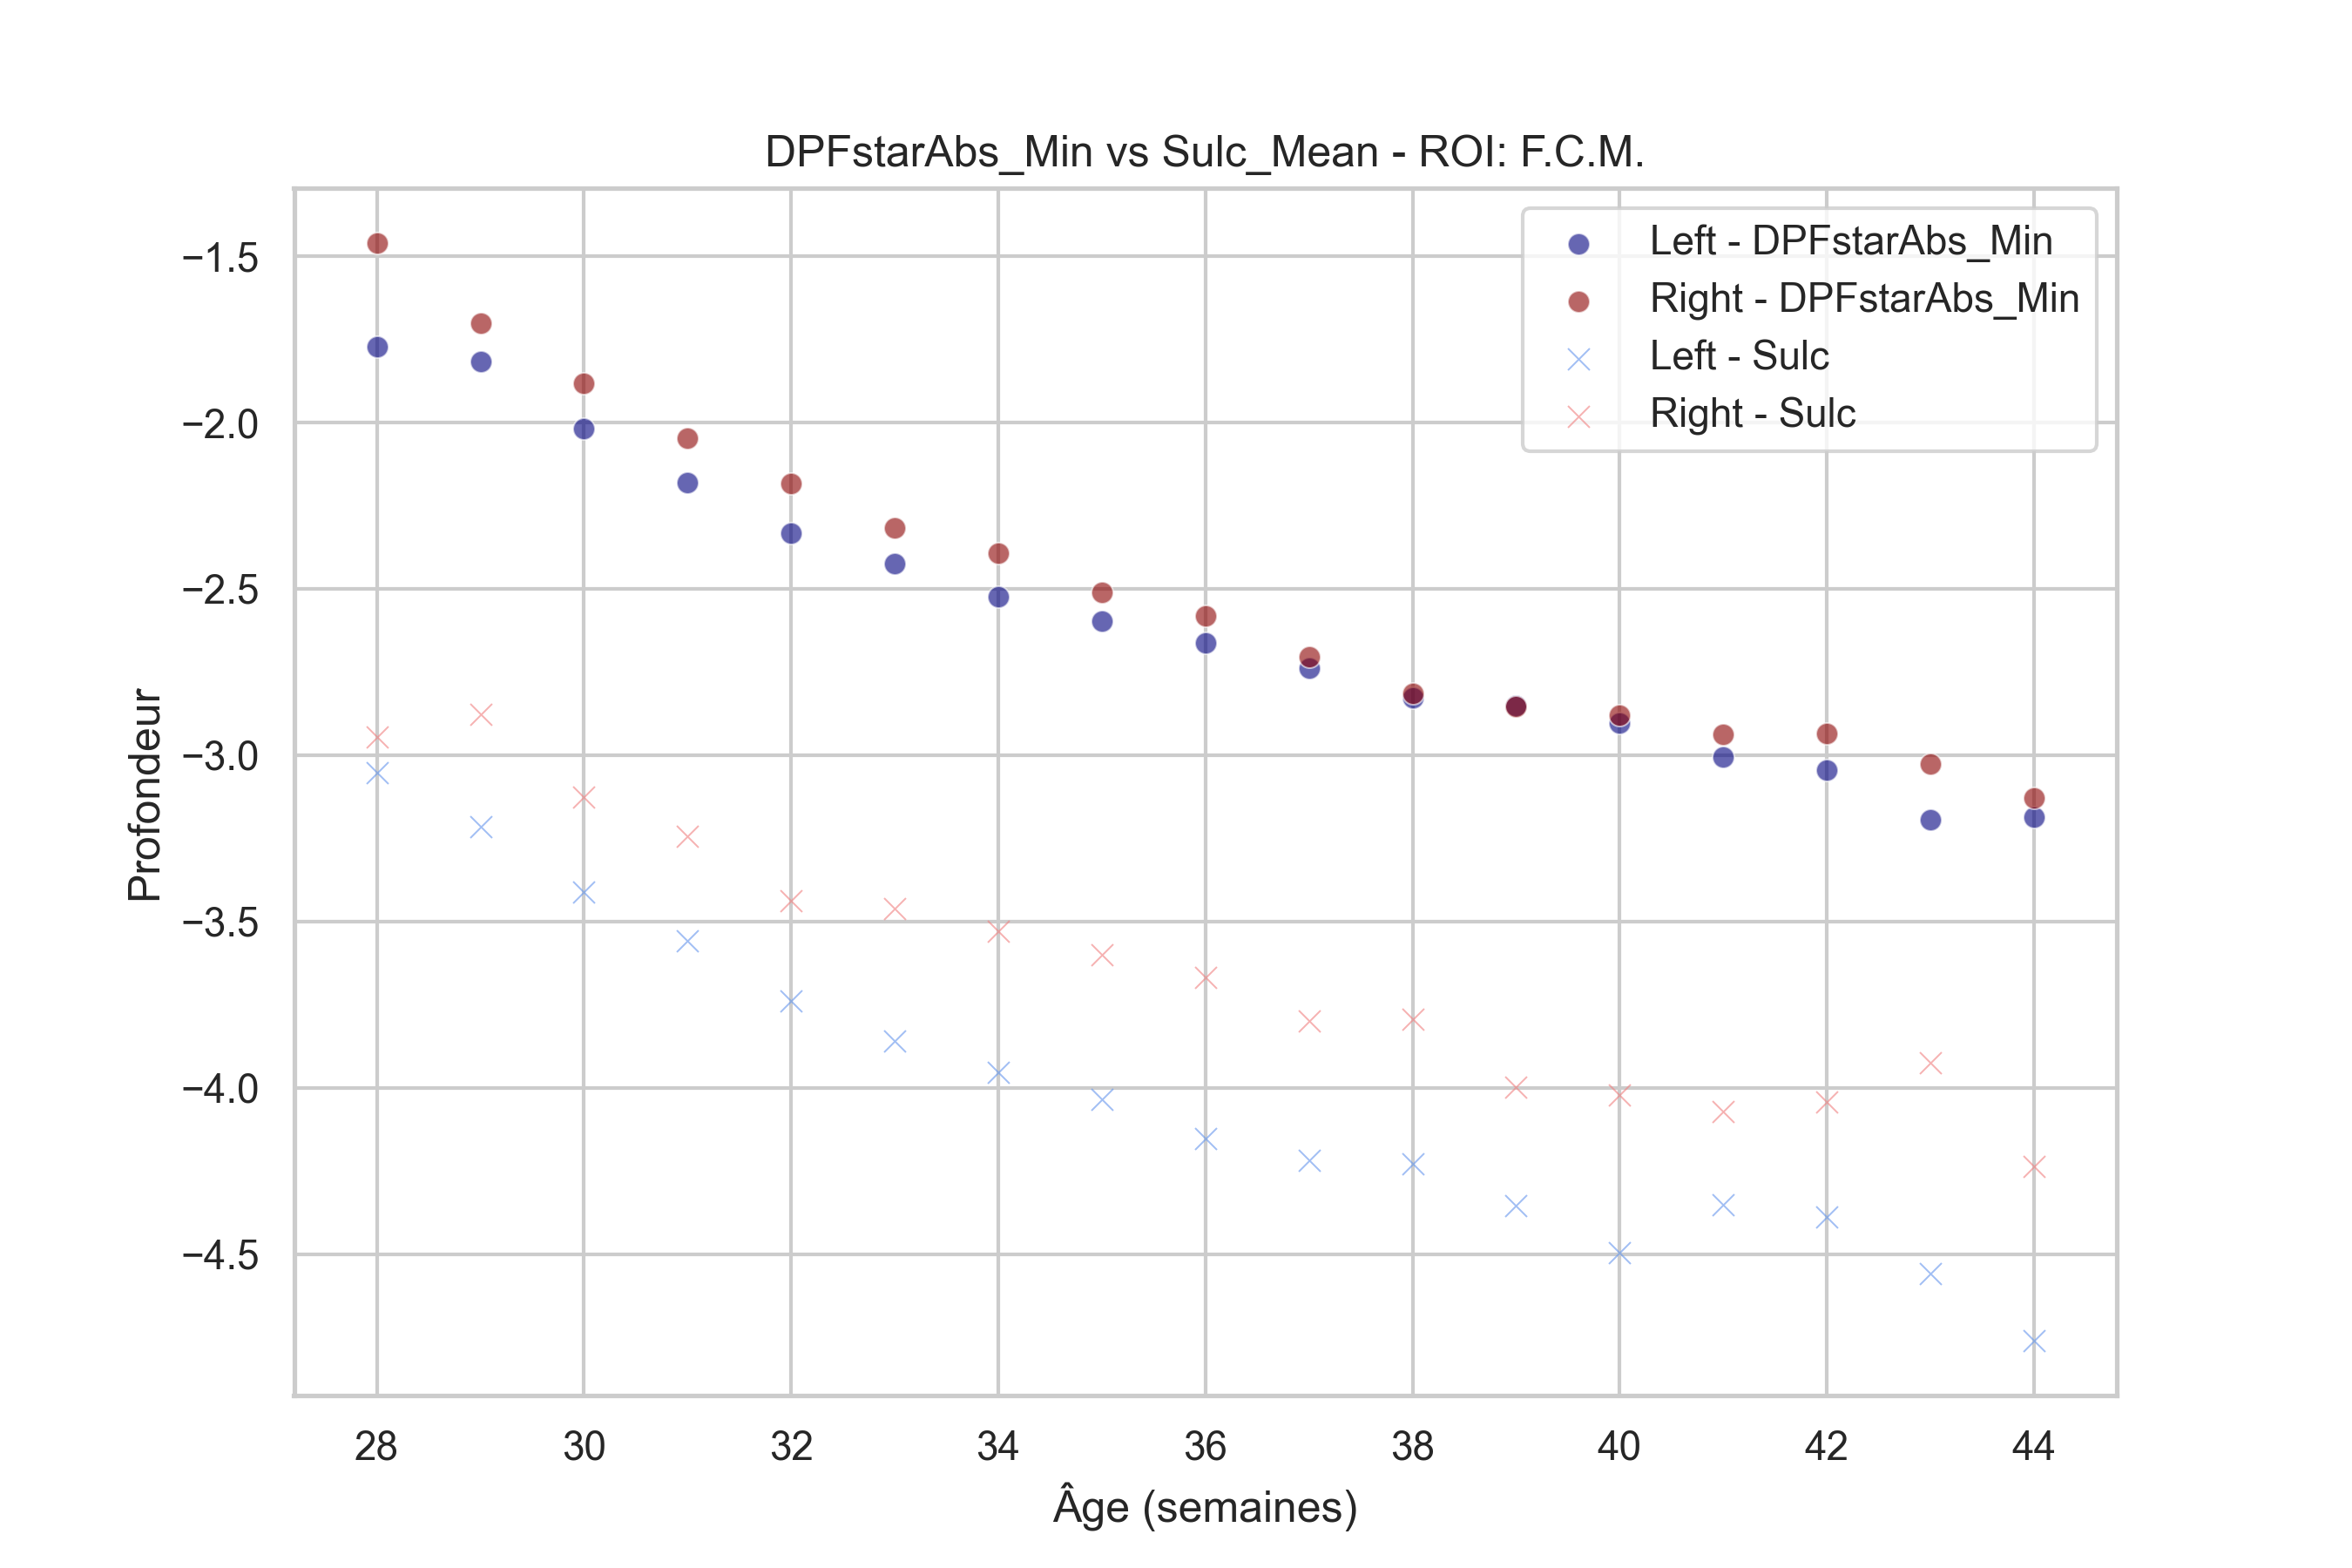 DPFstarAbs_Min vs Sulc_Mean - ROI: F.C.M.
Left - DPFstarAbs_Min
Right - DPFstarAbs_Min
Left - Sulc
Right - Sulc
Profondeur
−1.5
−2.0
−2.5
−3.0
−3.5
−4.0
−4.5
28 30 32 34 36 38 40 42 44
Âge (semaines)